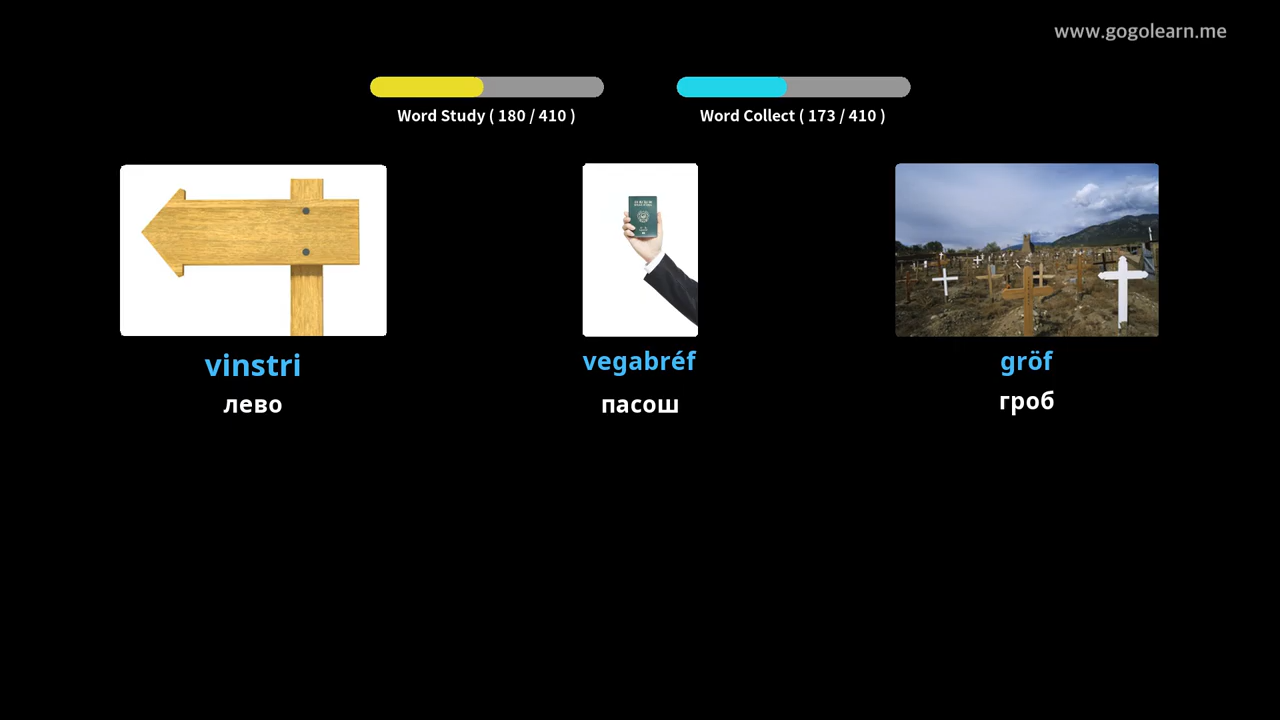 www.gogolearn.me
Word Study ( 180 / 410 )
Word Collect ( 173 / 410 )
vinstri
лево
vegabréf
пасош
gröf
гроб